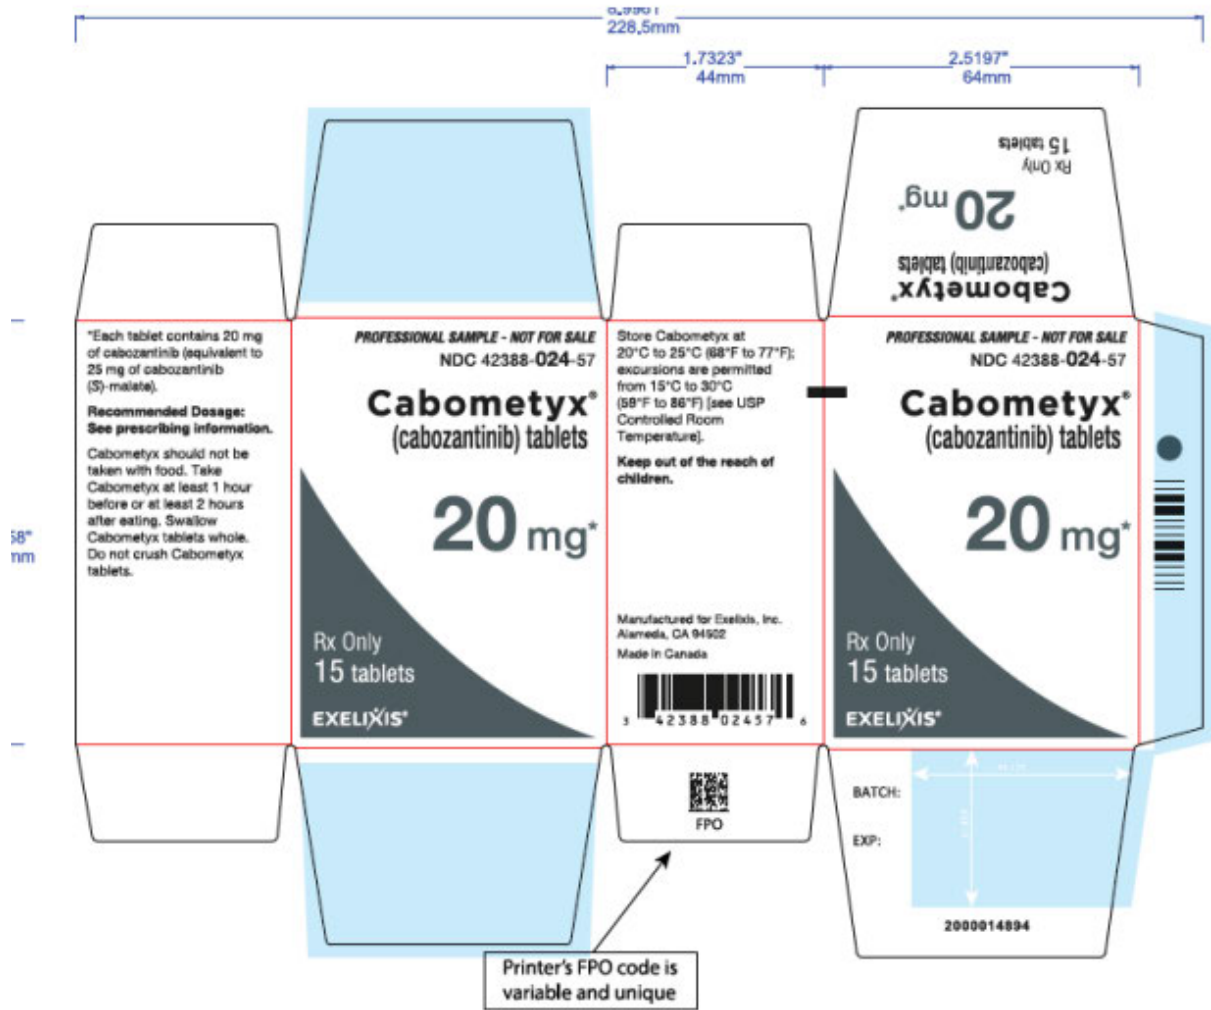 228.5mm
1.7323"
44mm
2.5197"
64mm
15 tablets
Rx Only
20 mg*
(cabozantinib) tablets
Cabometyx®
*Each tablet contains 20 mg
of cabozantinib (equivalent to
25 mg of cabozantinib
(S)-malate).
Recommended Dosage:
See prescribing information.
Cabometyx should not be
taken with food. Take
Cabometyx at least 1 hour
before or at least 2 hours
after eating. Swallow
Cabometyx tablets whole.
Do not crush Cabometyx
tablets.
PROFESSIONAL SAMPLE - NOT FOR SALE
NDC 42388-024-57
Cabometyx®
(cabozantinib) tablets
20 mg*
Rx Only
15 tablets
EXELIXIS®
Store Cabometyx at
20°C to 25°C (68°F to 77°F);
excursions are permitted
from 15°C to 30°C
(59°F to 86°F) [see USP
Controlled Room
Temperature].
Keep out of the reach of
children.
Manufactured for Exelixis, Inc.
Alameda, CA 94502
Made in Canada
3 42388 02457 6
FPO
PROFESSIONAL SAMPLE - NOT FOR SALE
NDC 42388-024-57
Cabometyx®
(cabozantinib) tablets
20 mg*
Rx Only
15 tablets
EXELIXIS®
BATCH:
EXP:
2000014894
Printer's FPO code is
variable and unique